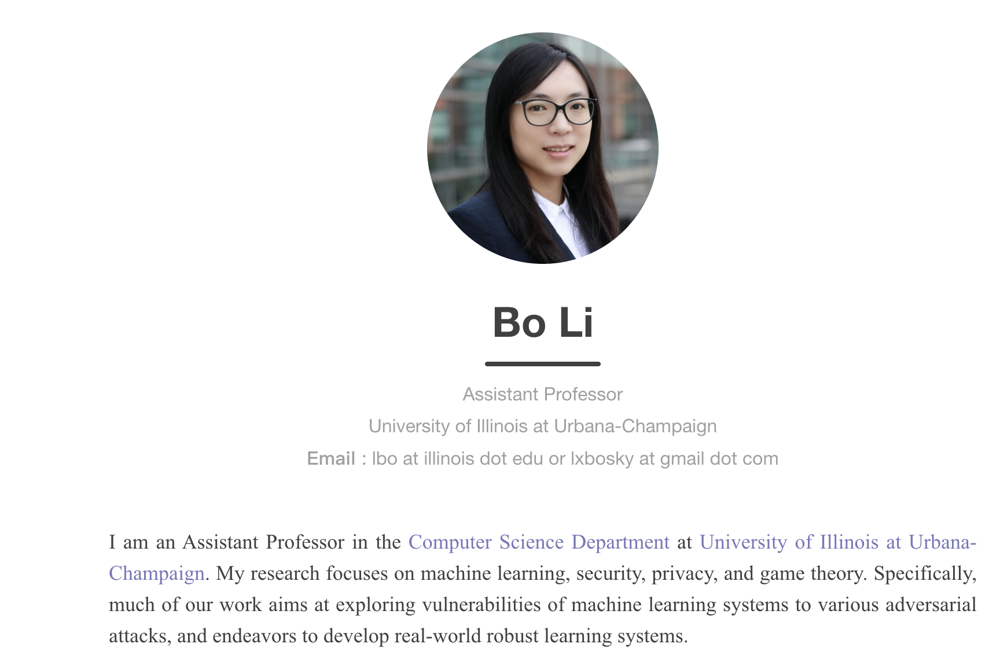 Bo Li
Assistant Professor
University of Illinois at Urbana-Champaign
Email : lbo at illinois dot edu or lxbosky at gmail dot com
I am an Assistant Professor in the Computer Science Department at University of Illinois at Urbana-
Champaign. My research focuses on machine learning, security, privacy, and game theory. Specifically,
much of our work aims at exploring vulnerabilities of machine learning systems to various adversarial
attacks, and endeavors to develop real-world robust learning systems.